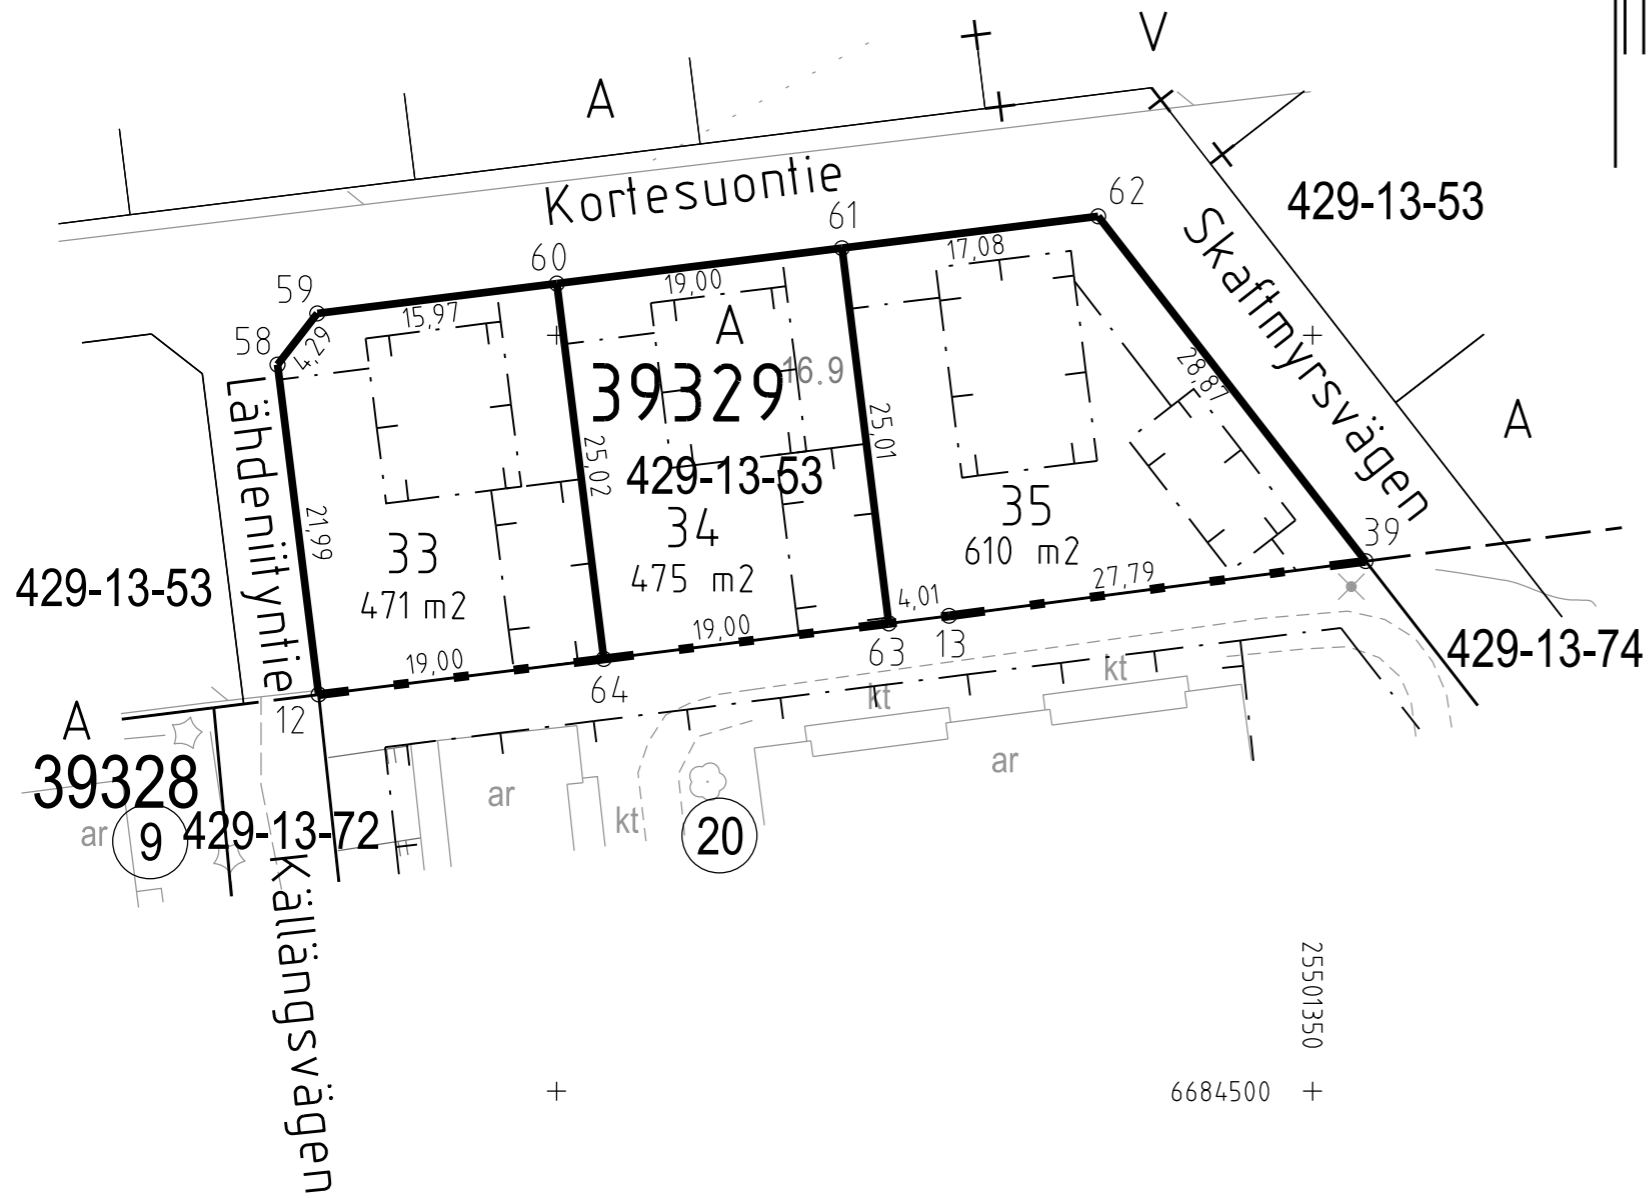 V
A
Kortesuontie
62
429-13-53
61
60
17,08
Skaftmyrsvägen
59
19,00
15,97
A
58
4,29
28,87
39329
16.9
Lähdeniityntie
25,02
25,01
A
429-13-53
21,99
33
34
35
39
471 m2
475 m2
610 m2
429-13-53
4,01
27,79
19,00
19,00
63
13
429-13-74
64
kt
kt
12
A
39328
ar
ar
kt
ar
9
429-13-72
20
Källängsvägen
25501350
6684500